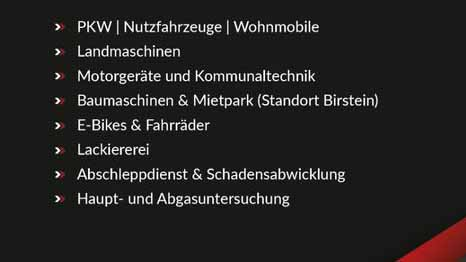 PKW | Nutzfahrzeuge | Wohnmobile
Landmaschinen
Motorgeräte und Kommunaltechnik
Baumaschinen & Mietpark (Standort Birstein)
E-Bikes & Fahrräder
Lackiererei
Abschleppdienst & Schadensabwicklung
Haupt- und Abgasuntersuchung